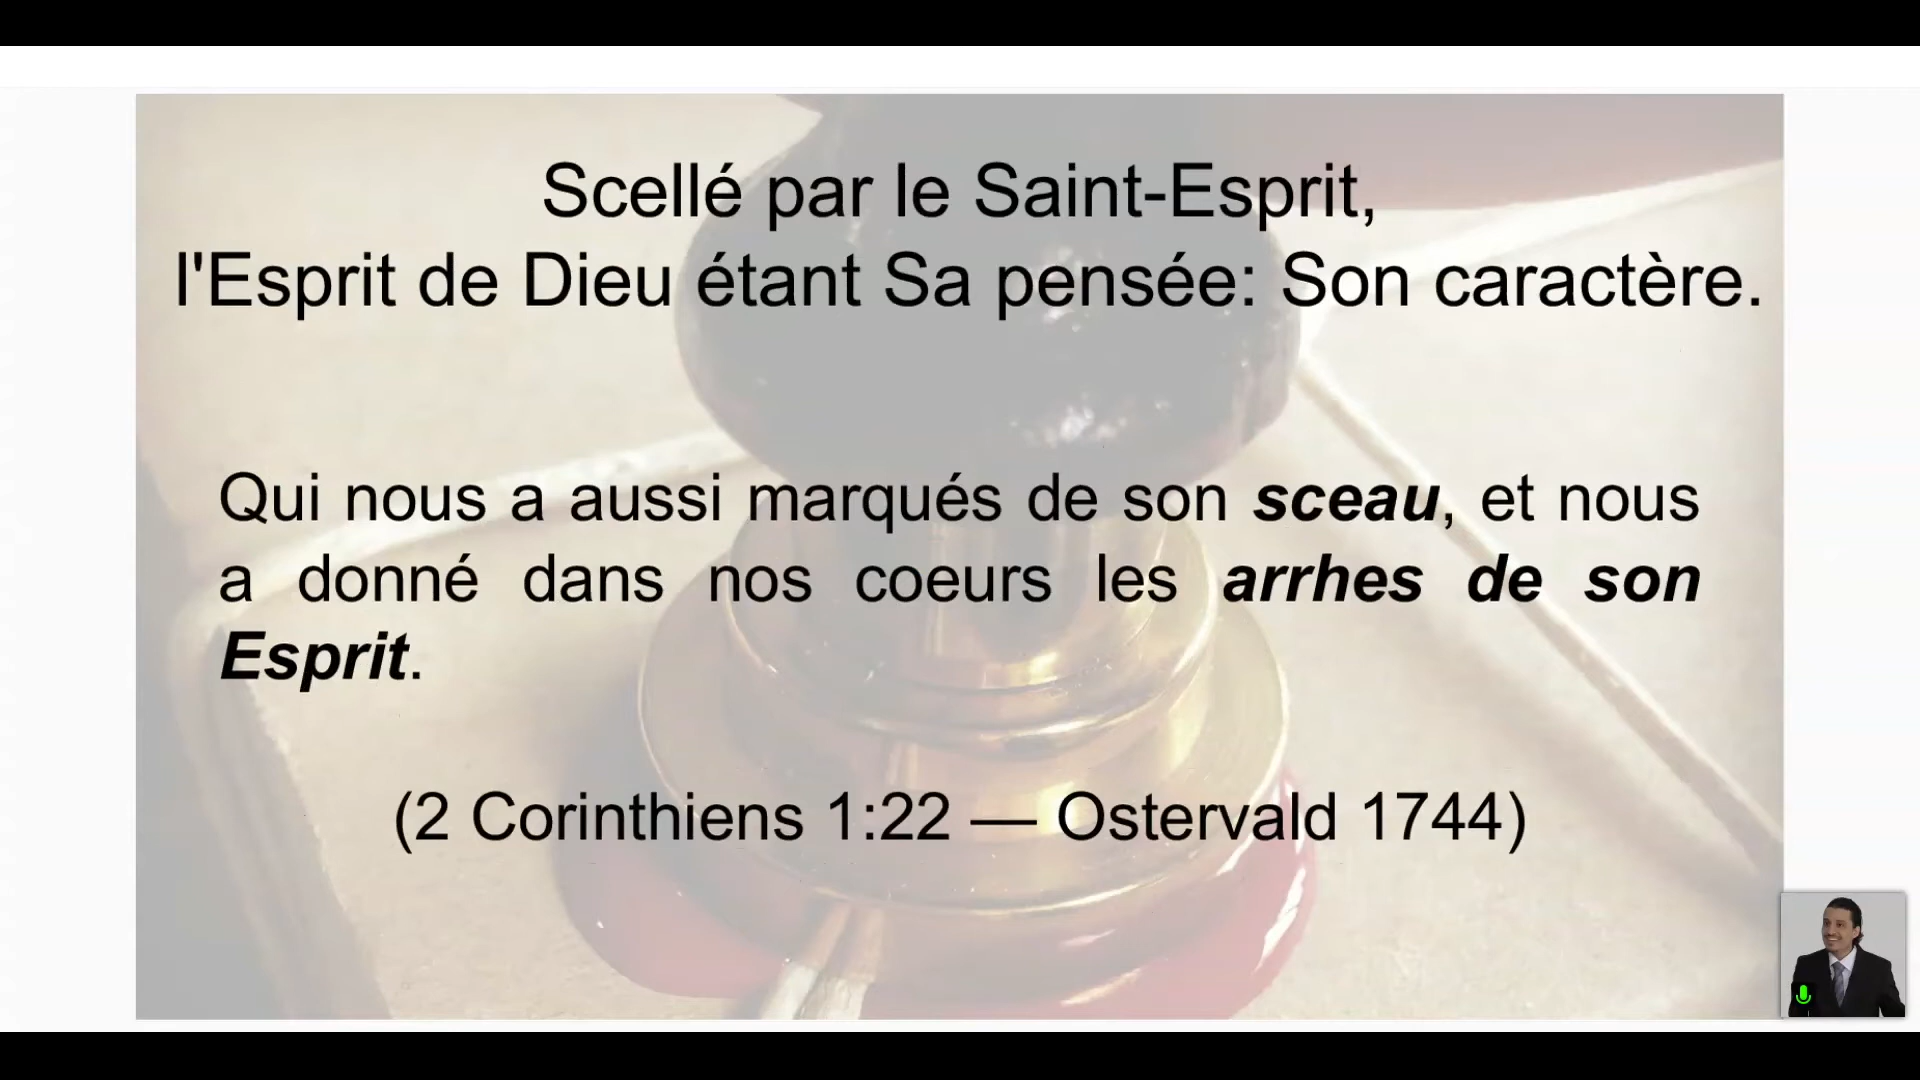 Scellé par le Saint-Esprit,
l'Esprit de Dieu étant Sa pensée: Son caractère.
Qui nous a aussi marqués de son sceau, et nous
a donné dans nos coeurs les arrhes de son
Esprit.
(2 Corinthiens 1:22 — Ostervald 1744)